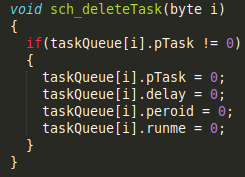 void sch_deleteTask(byte i)
{
  if(taskQueue[i].pTask != 0)
  {
    taskQueue[i].pTask = 0;
    taskQueue[i].delay = 0;
    taskQueue[i].peroid = 0;
    taskQueue[i].runme = 0;
  }
}